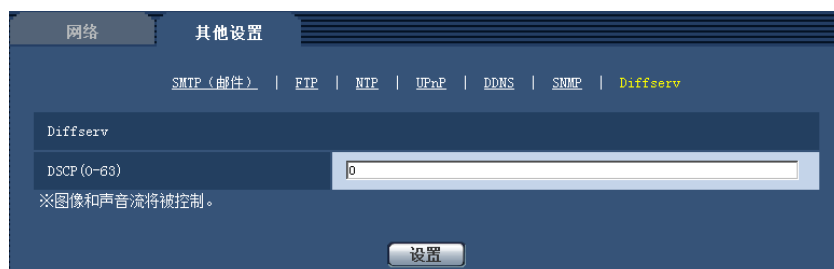 网络 其他设置
SMTP（邮件） | FTP | NTP | UPnP | DDNS | SNMP | Diffserv
Diffserv
DSCP(0-63) 0
※图像和声音流将被控制。
设置